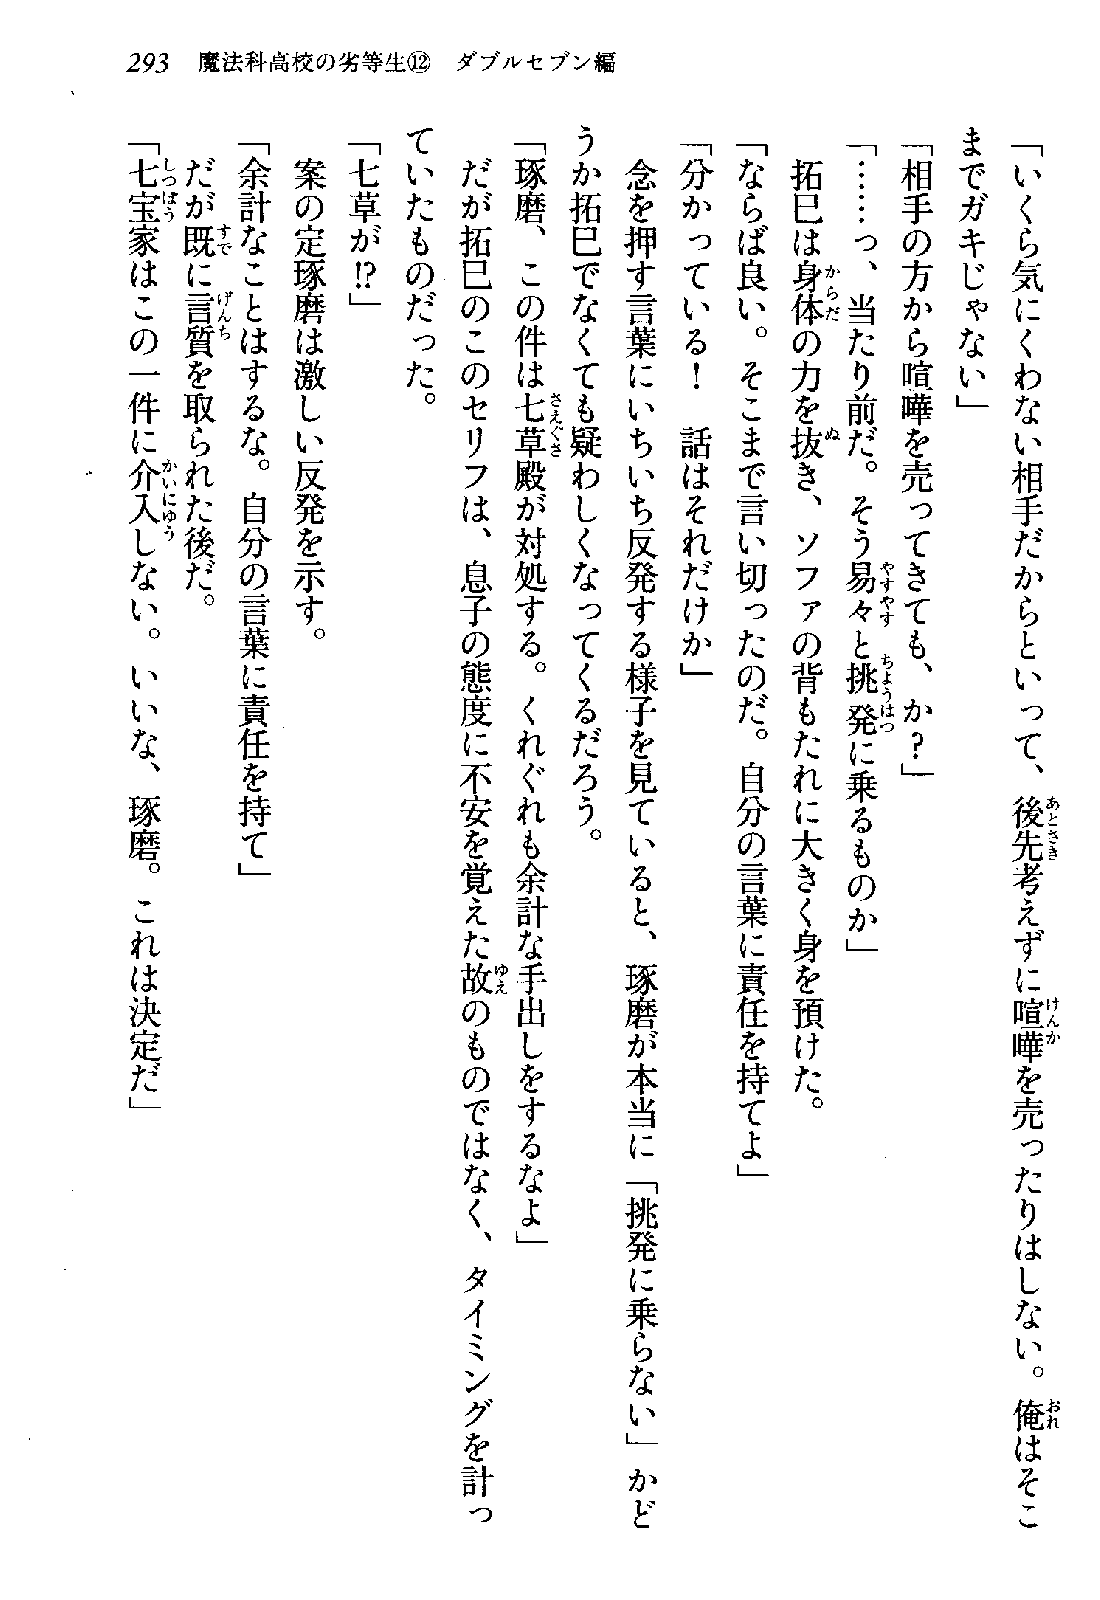 293 魔法科高校の劣等生⑫ ダブルセブン編
「いくら気にくわない相手だからといって、後先考えずに喧嘩を売ったりはしない。俺はそこ
までガキじゃない」
「相手の方から喧嘩を売ってきても、か?」
「……っ、当たり前だ。そう易々と挑発に乗るものか」
拓巳は身体の力を抜き、ソファの背もたれに大きく身を預けた。
「ならば良い。そこまで言い切ったのだ。自分の言葉に責任を持てよ」
「分かっている! 話はそれだけか」
念を押す言葉にいちいち反発する様子を見ていると、琢磨が本当に「挑発に乗らない」かど
うか拓巳でなくても疑わしくなってくるだろう。
「琢磨、この件は七草殿が対処する。くれぐれも余計な手出しをするなよ」
だが拓巳のこのセリフは、息子の態度に不安を覚えた故のものではなく、タイミングを計っ
ていたものだった。
「七草が!?」
案の定琢磨は激しい反発を示す。
「余計なことはするな。自分の言葉に責任を持て」
だが既に言質を取られた後だ。
「七宝家はこの一件に介入しない。いいな、琢磨。これは決定だ」